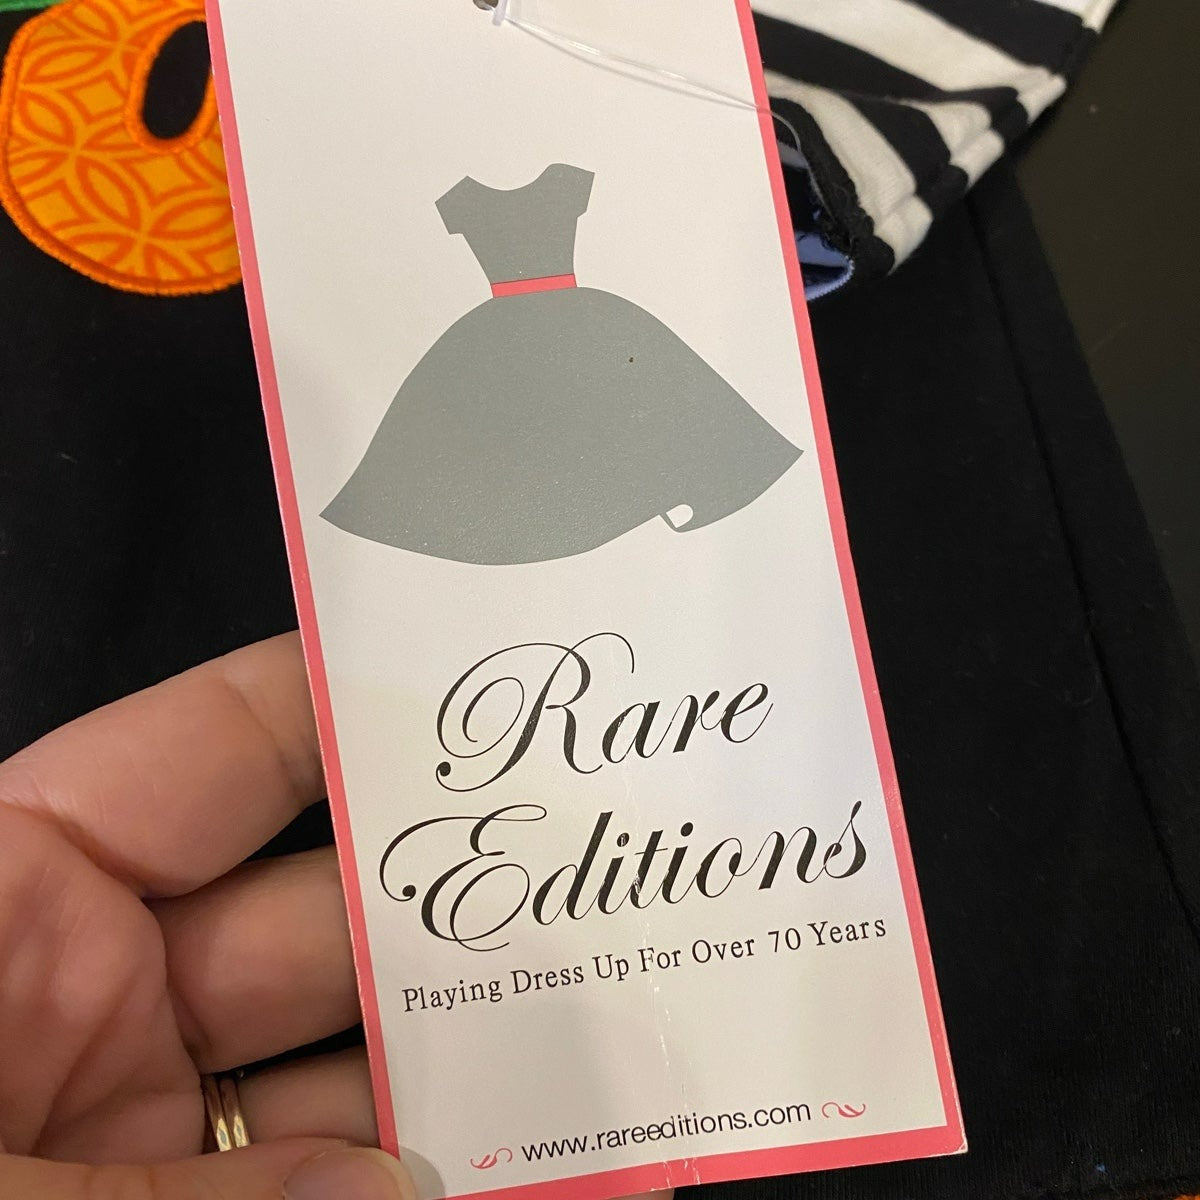 Rare
Editions
Playing Dress Up For Over 70 Years
www.rareeditions.com